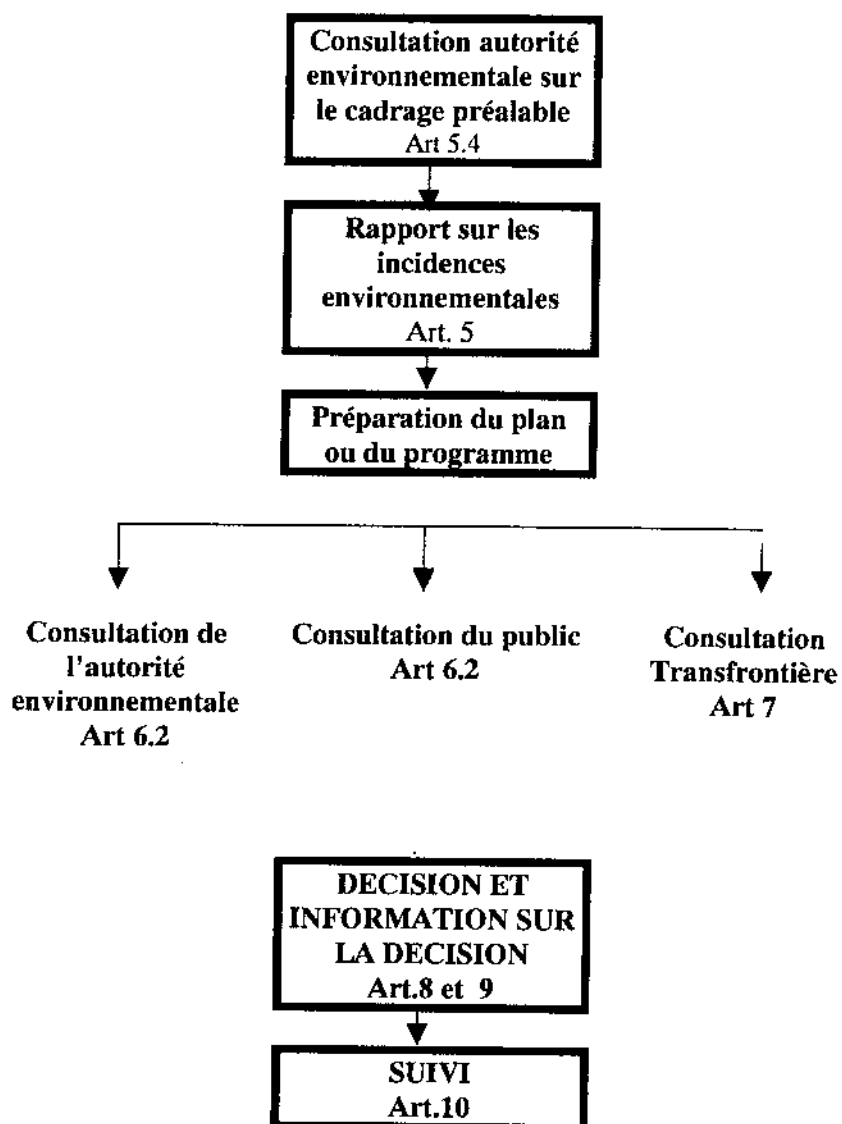 Consultation autorité
environnementale sur
le cadrage préalable
Art 5.4
Rapport sur les
incidences
environnementales
Art. 5
Préparation du plan
ou du programme
Consultation de
l'autorité
environnementale
Art 6.2
Consultation du public
Art 6.2
Consultation
Transfrontière
Art 7
DECISION ET
INFORMATION SUR
LA DECISION
Art.8 et 9
SUIVI
Art.10